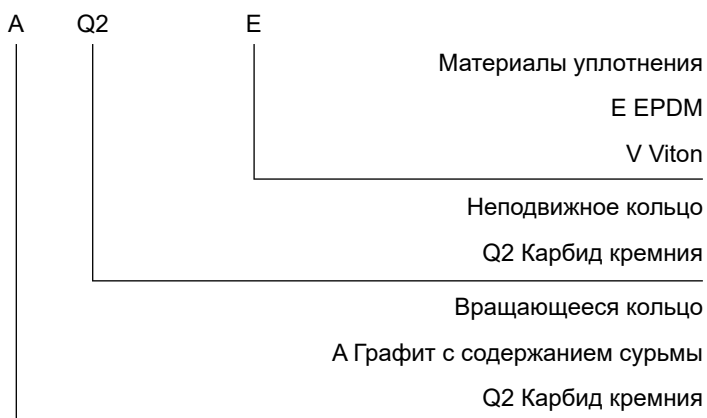 A Q2 E
Материалы уплотнения
E EPDM
V Viton
Неподвижное кольцо
Q2 Карбид кремния
Вращающееся кольцо
А Графит с содержанием сурьмы
Q2 Карбид кремния